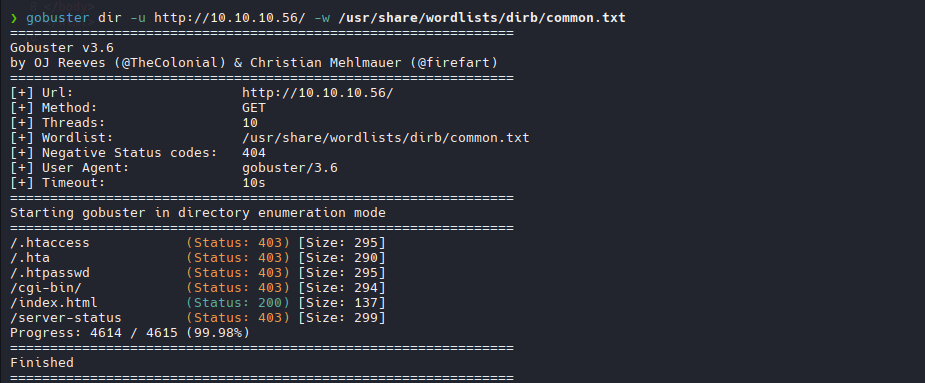 ❯ gobuster dir -u http://10.10.10.56/ -w /usr/share/wordlists/dirb/common.txt
===============================================================
Gobuster v3.6
by OJ Reeves (@TheColonial) & Christian Mehlmauer (@firefart)
===============================================================
[+] Url:                     http://10.10.10.56/
[+] Method:                  GET
[+] Threads:                 10
[+] Wordlist:                /usr/share/wordlists/dirb/common.txt
[+] Negative Status codes:   404
[+] User Agent:              gobuster/3.6
[+] Timeout:                 10s
===============================================================
Starting gobuster in directory enumeration mode
===============================================================
/.htaccess            (Status: 403) [Size: 295]
/.hta                 (Status: 403) [Size: 290]
/.htpasswd            (Status: 403) [Size: 295]
/cgi-bin/             (Status: 403) [Size: 294]
/index.html           (Status: 200) [Size: 137]
/server-status        (Status: 403) [Size: 299]
Progress: 4614 / 4615 (99.98%)
===============================================================
Finished
===============================================================